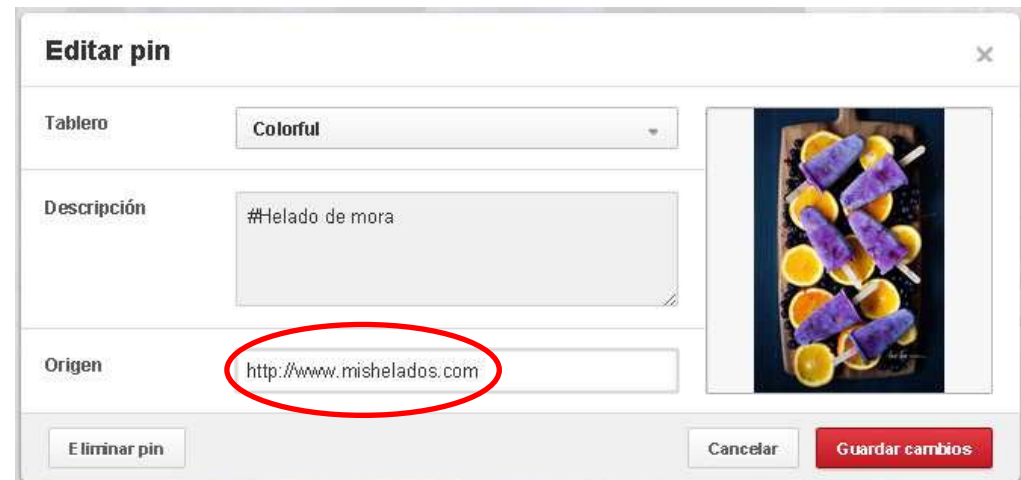 Editar pin
×
Tablero
Colorful
Descripción
#Helado de mora
Origen
http://www.mishelados.com
Eliminar pin
Cancelar
Guardar cambios